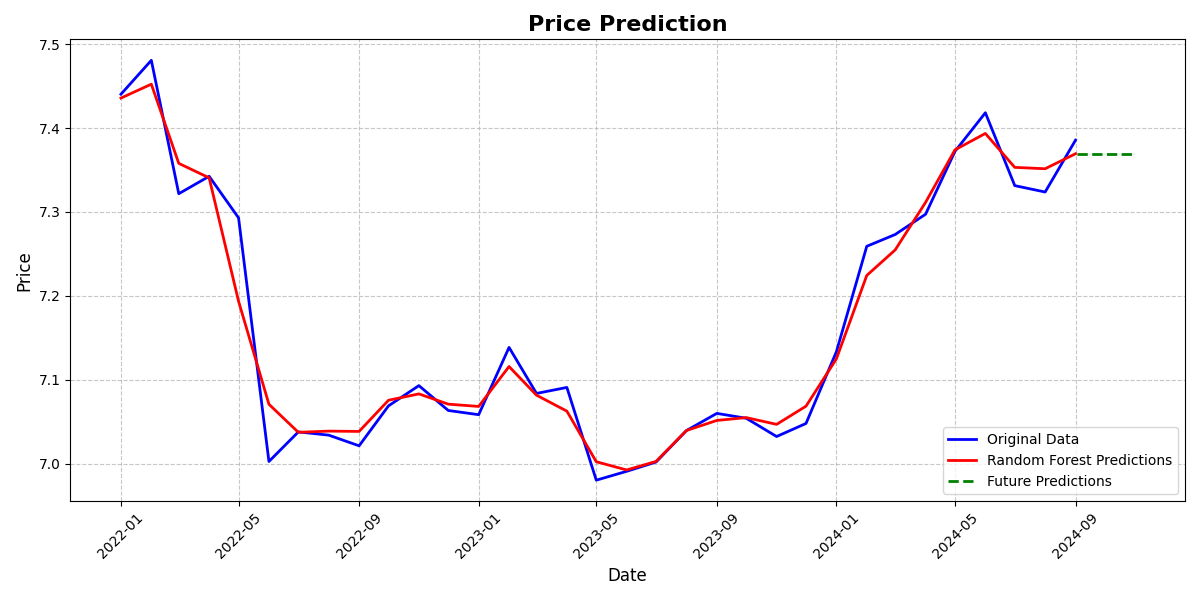 Price Prediction
7.5
7.4
7.3
7.2
7.1
7.0
Price
Original Data
Random Forest Predictions
Future Predictions
2022-01
2022-05
2022-09
2023-01
2023-05
2023-09
2024-01
2024-05
2024-09
Date